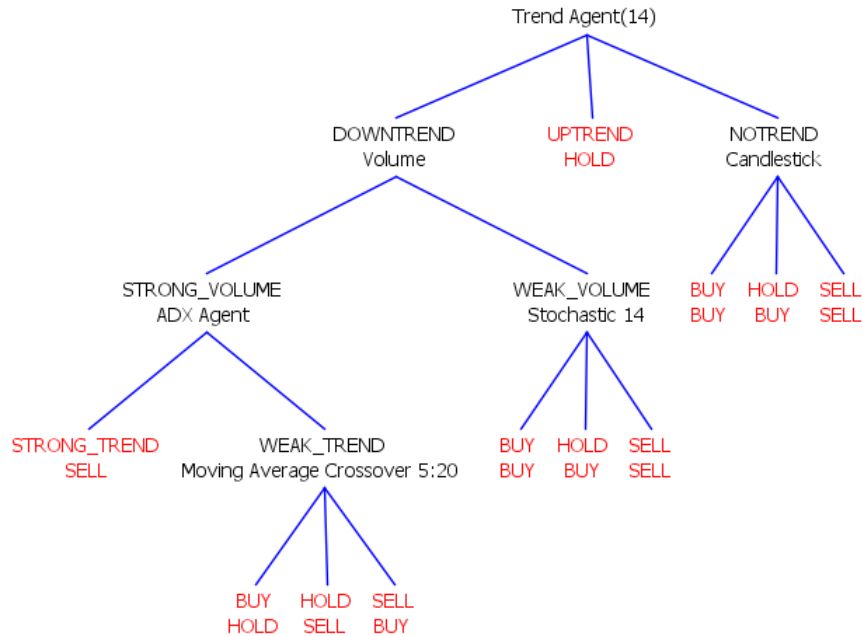 Trend Agent(14)
DOWNTREND UPTREND NOTREND
Volume HOLD Candlestick
STRONG_VOLUME WEAK_VOLUME BUY HOLD SELL
ADX Agent Stochastic 14 BUY BUY SELL
STRONG_TREND WEAK_TREND BUY HOLD SELL
SELL Moving Average Crossover 5:20 BUY BUY SELL
BUY HOLD SELL
HOLD SELL BUY